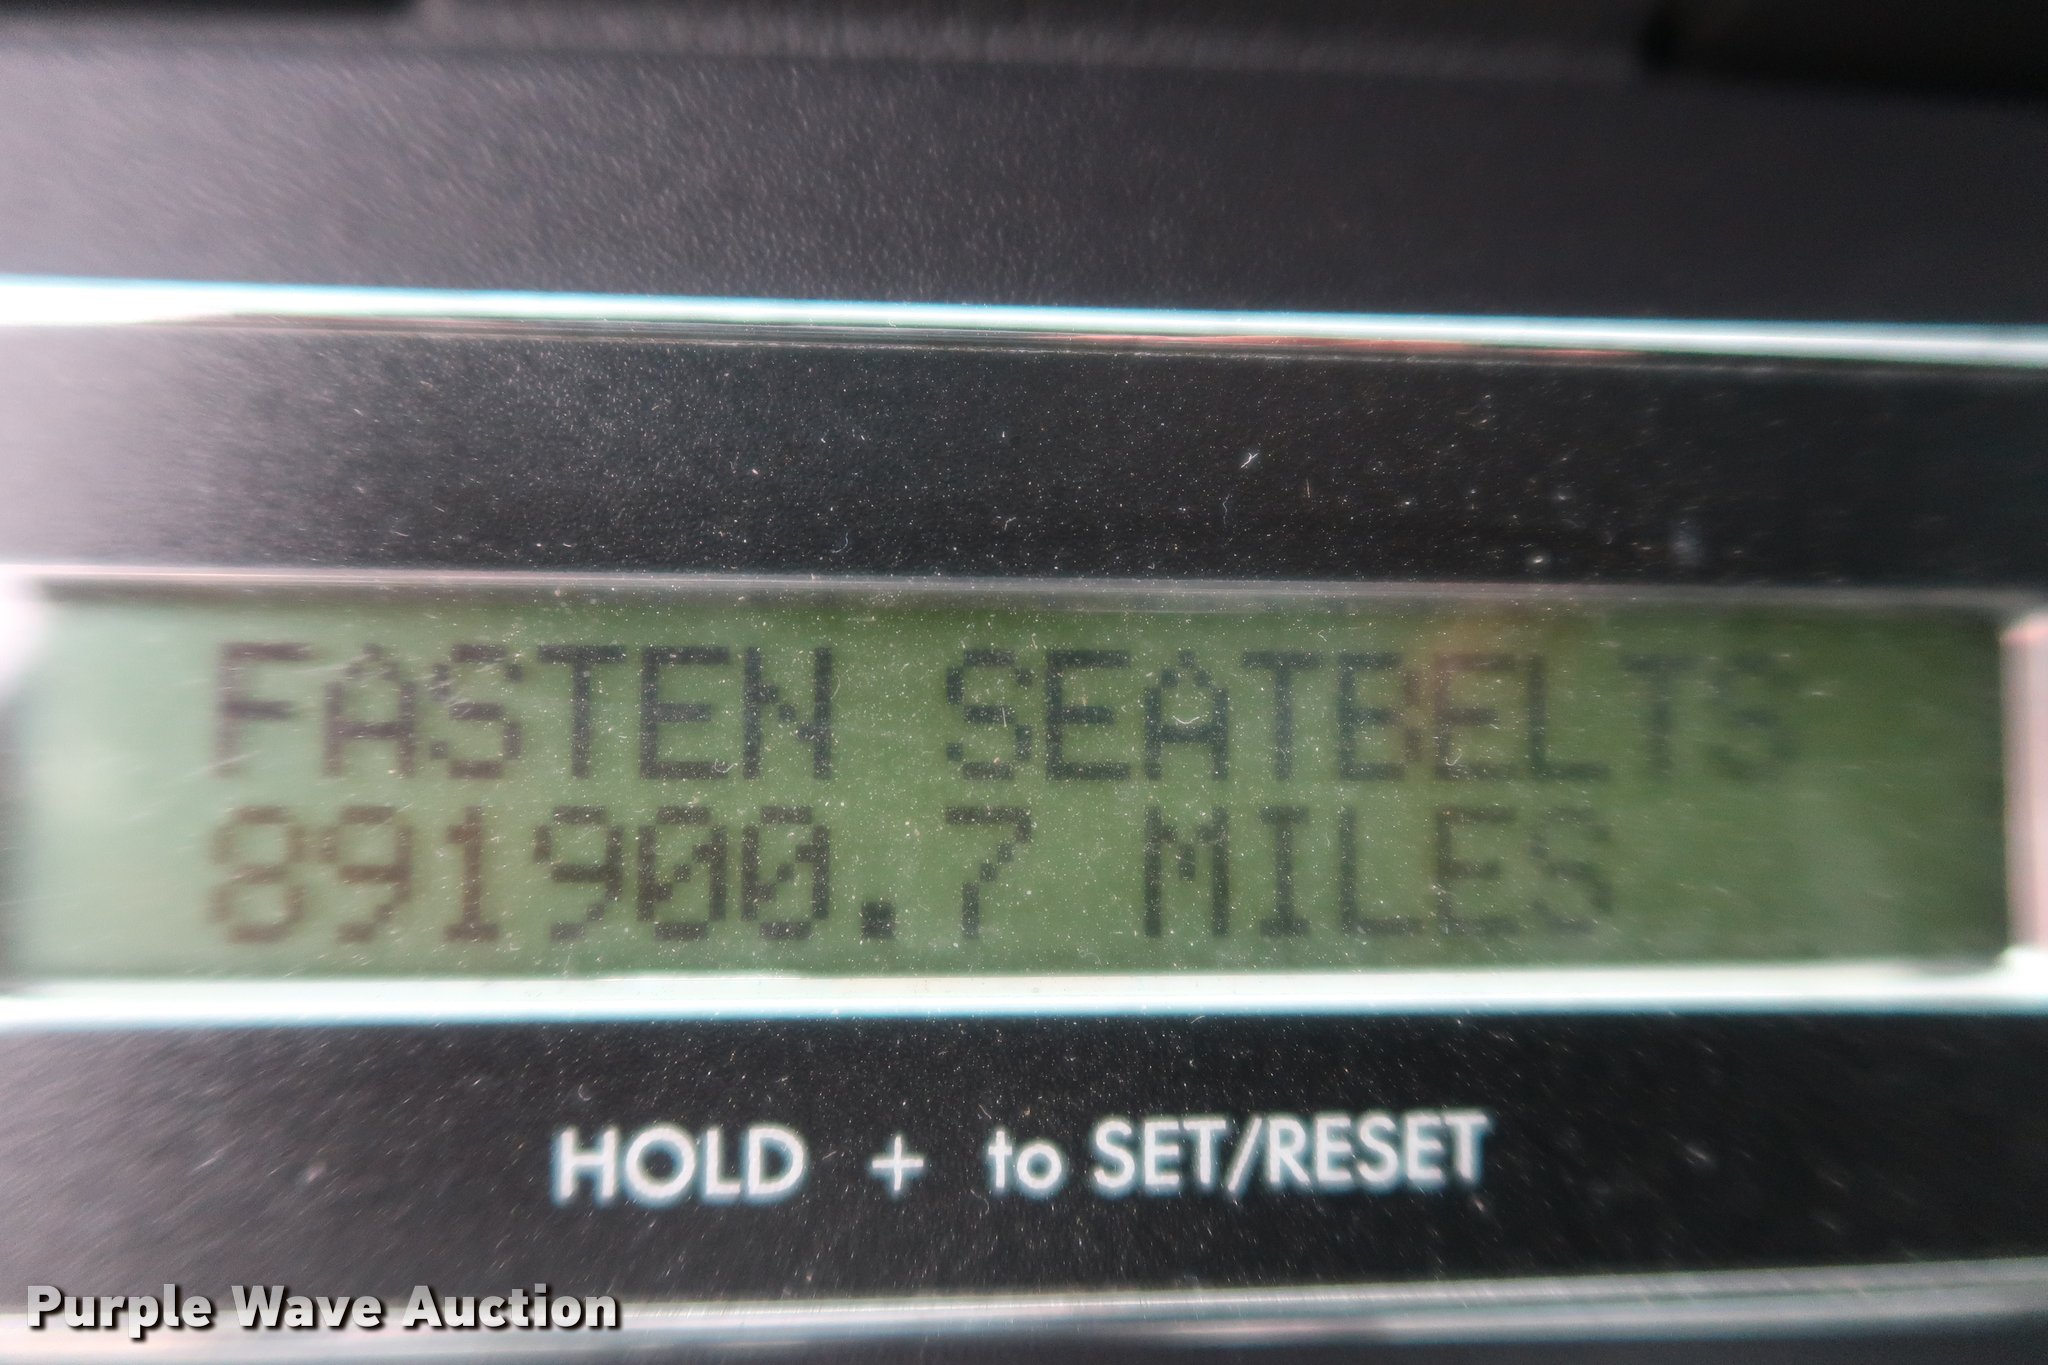 FASTEN SEATBELTS
891900.7 MILES
HOLD + to SET/RESET
Purple Wave Auction